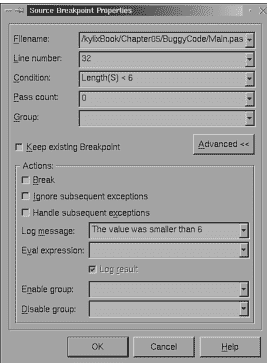 Source Breakpoint Properties
Filename: /kylixBook/Chapter05/BuggyCode/Main.pas
Line number: 32
Condition: Length(S) < 6
Pass count: 0
Group:
Keep existing Breakpoint
Advanced <<
Actions:
Break
Ignore subsequent exceptions
Handle subsequent exceptions
Log message: The value was smaller than 6
Eval expression:
Log result
Enable group:
Disable group:
OK Cancel Help